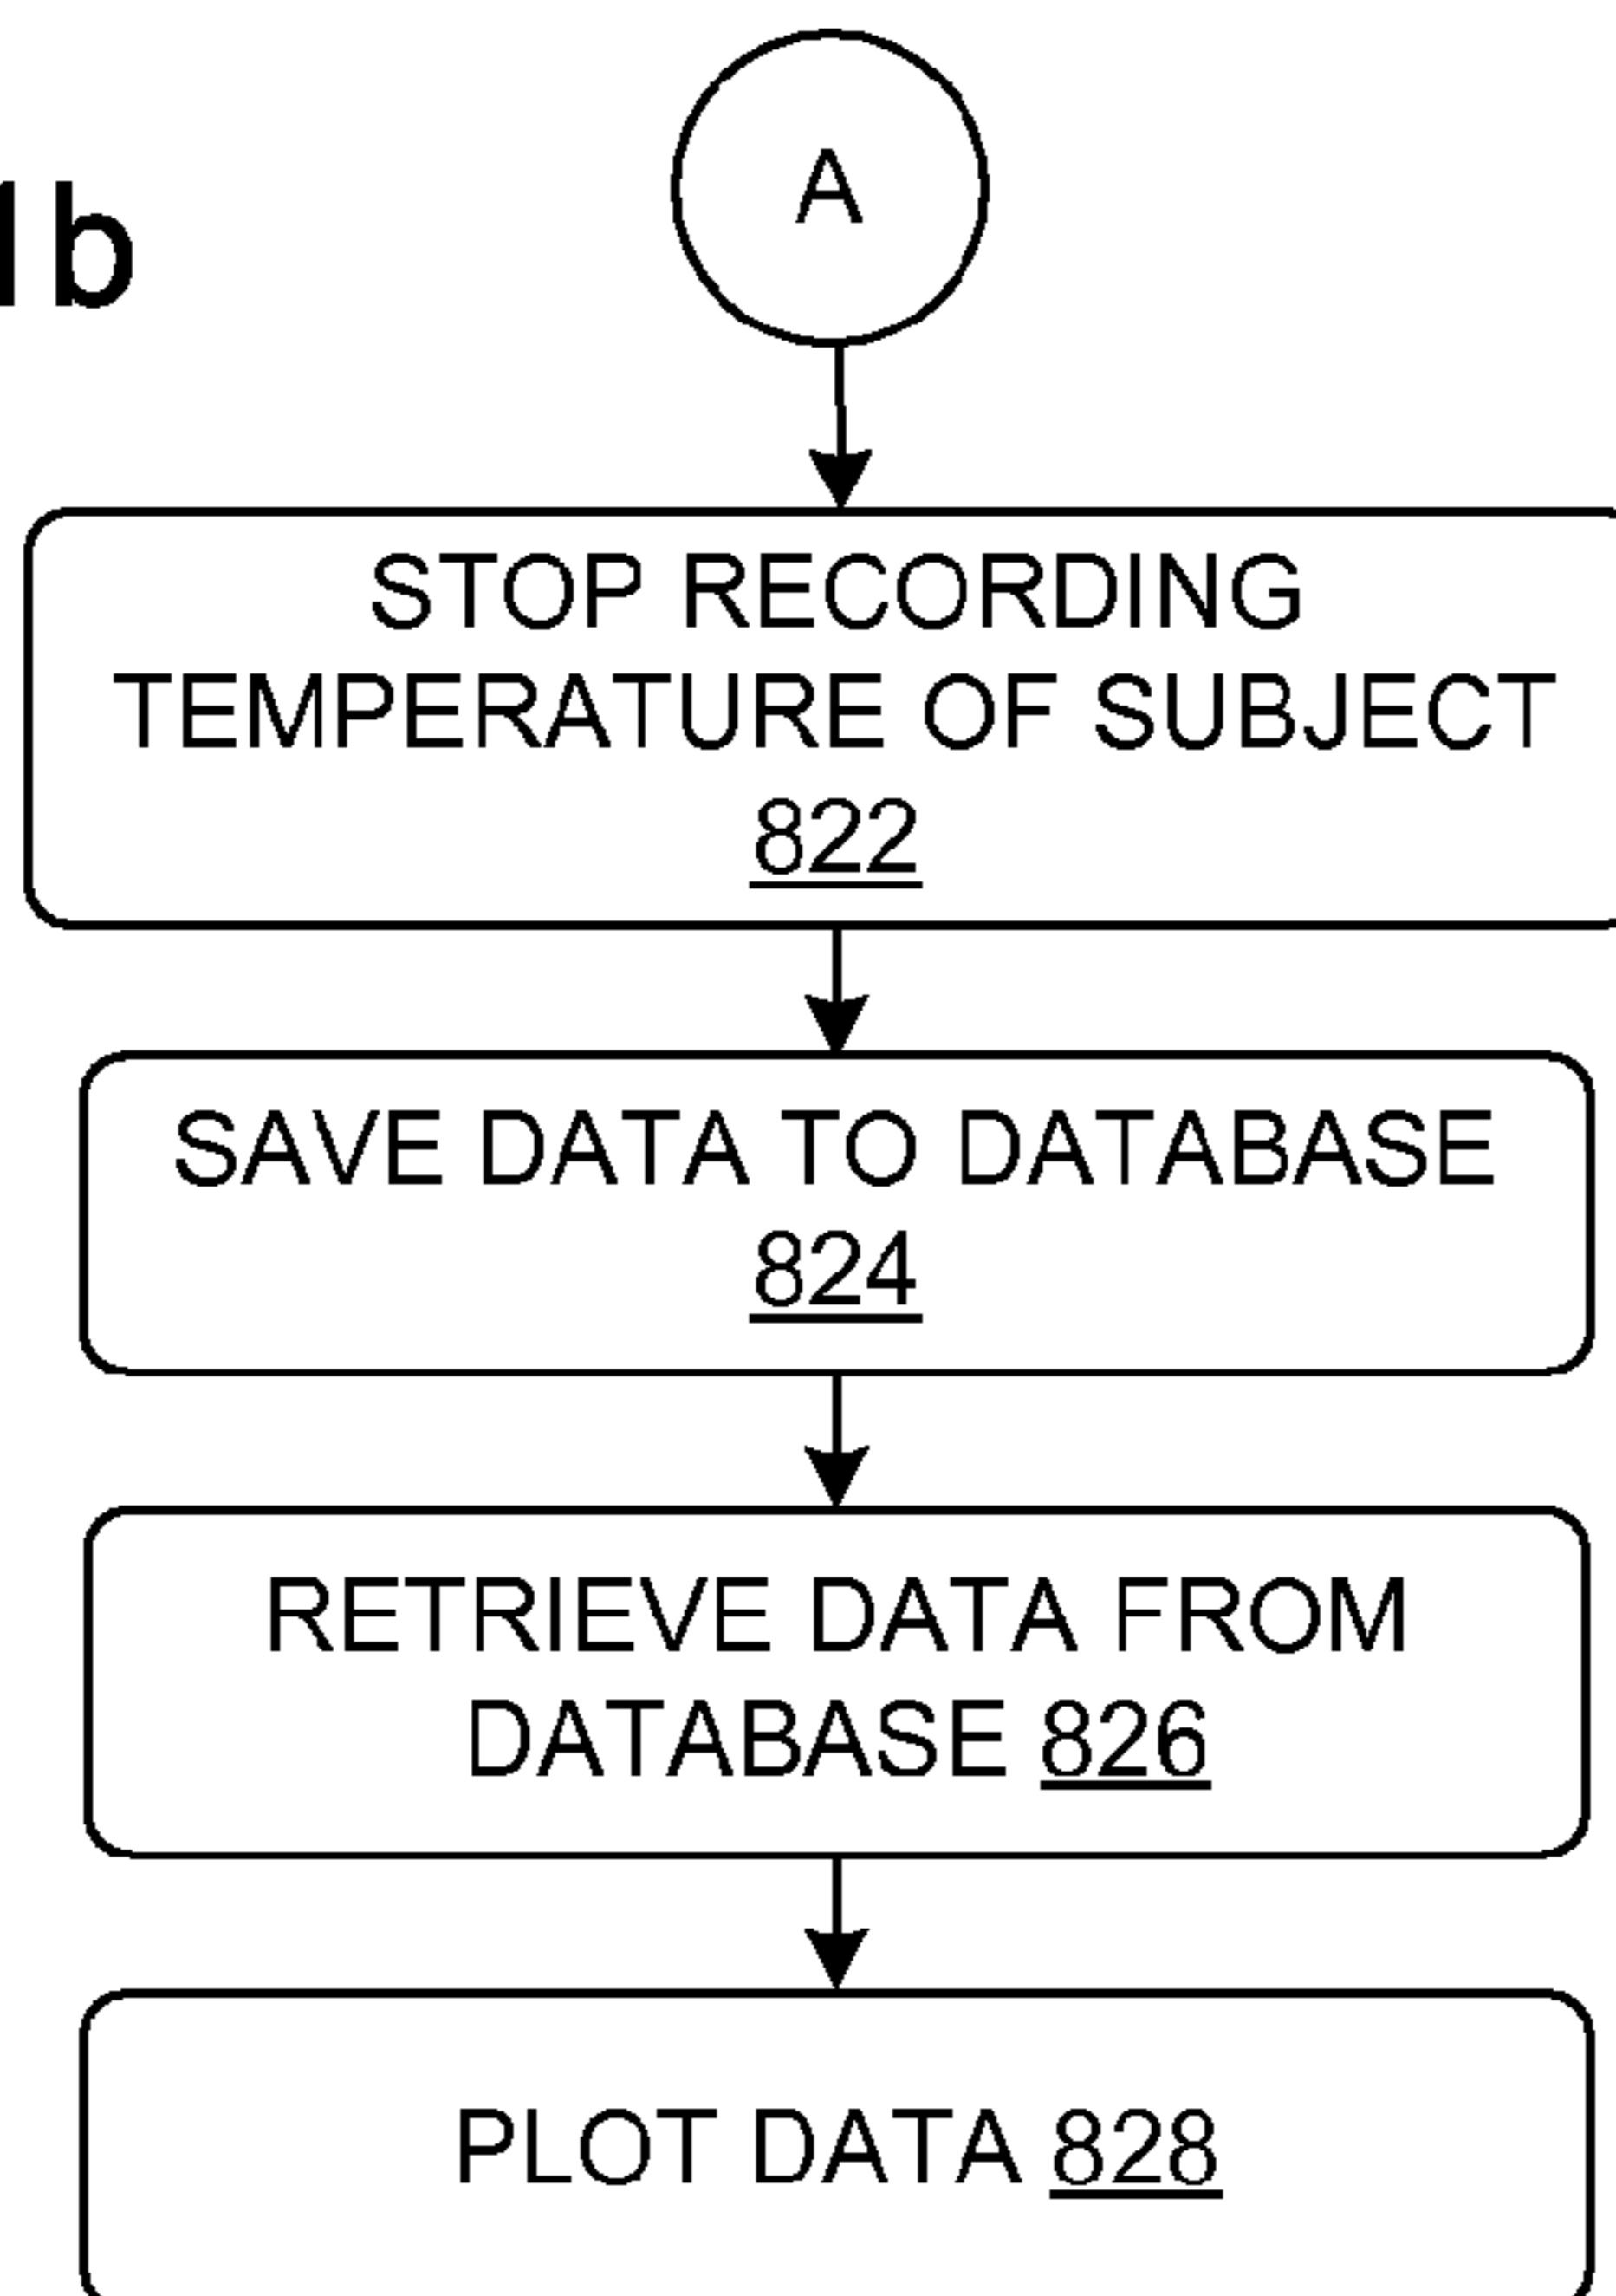 A
1b
STOP RECORDING
TEMPERATURE OF SUBJECT
822
SAVE DATA TO DATABASE
824
RETRIEVE DATA FROM
DATABASE 826
PLOT DATA 828